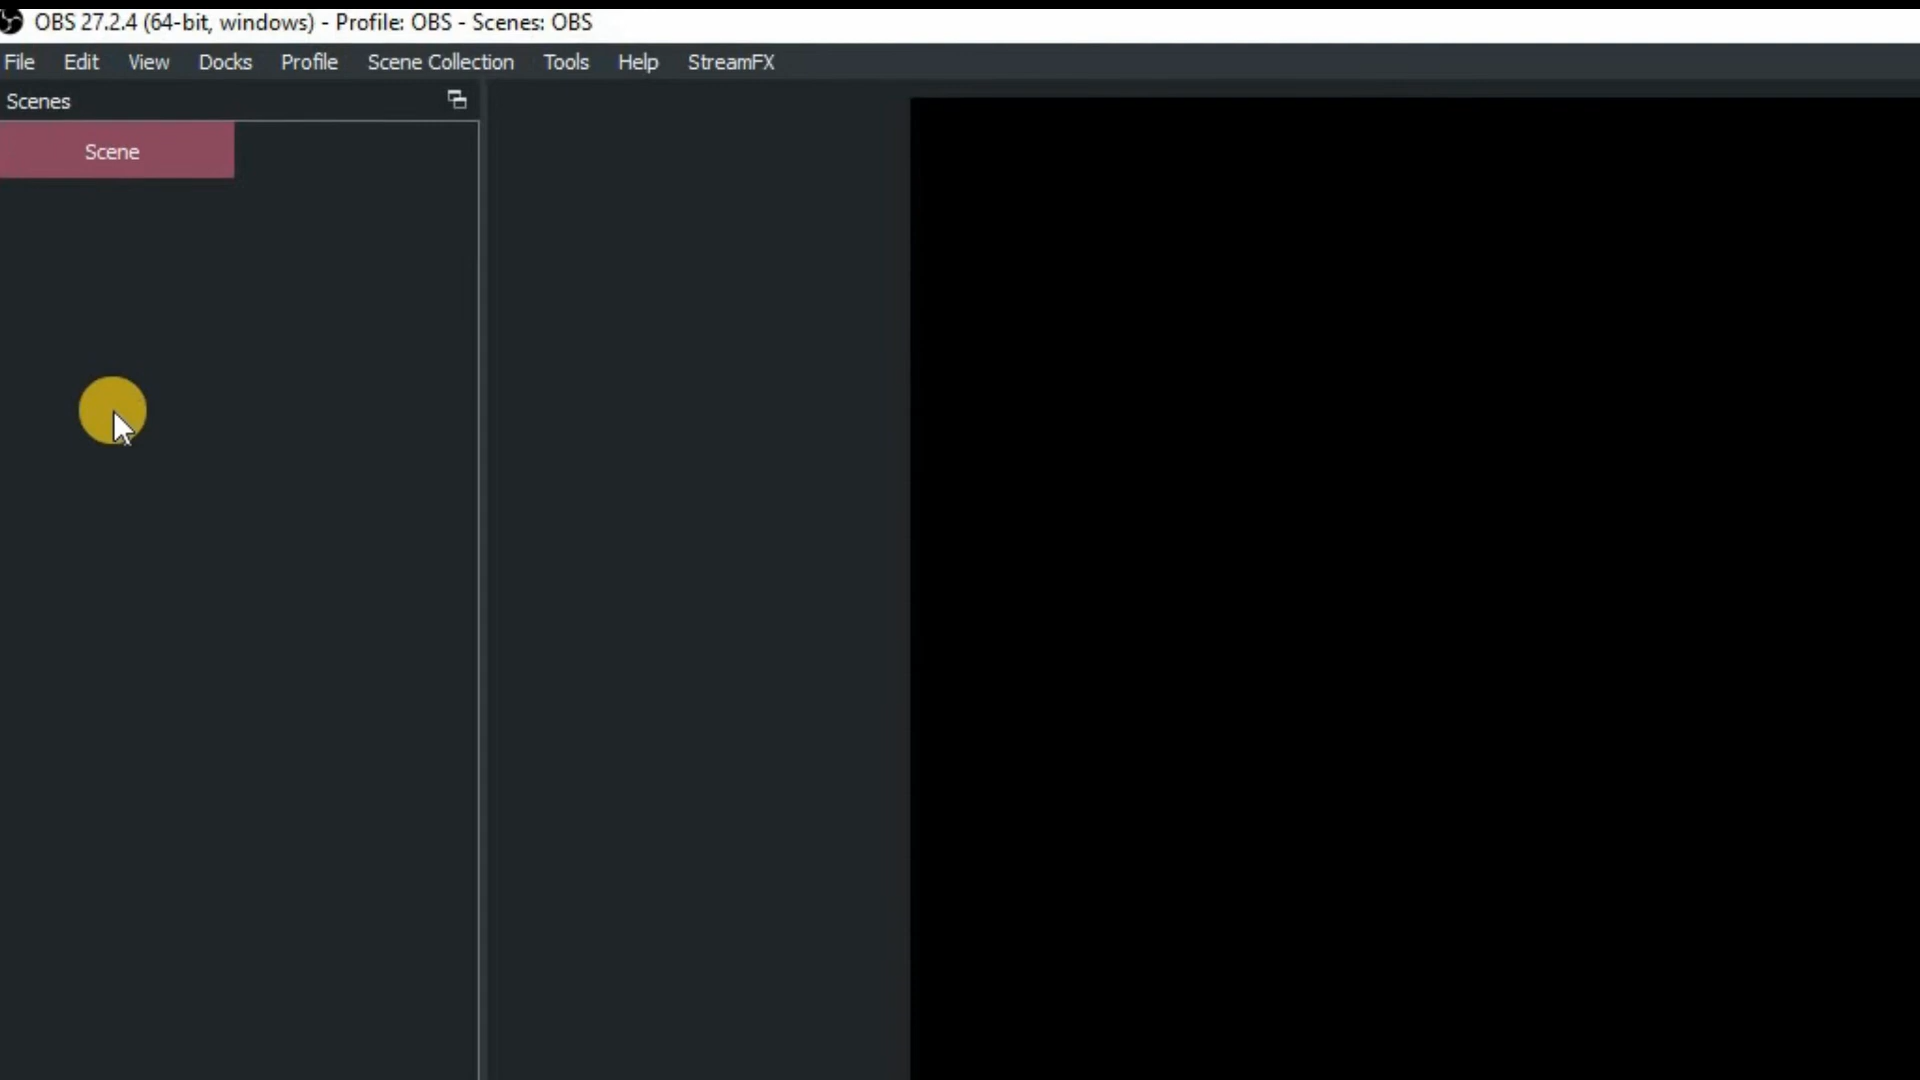 OBS 27.2.4 (64-bit, windows) - Profile: OBS - Scenes: OBS
File Edit View Docks Profile Scene Collection Tools Help StreamFX
Scenes
Scene